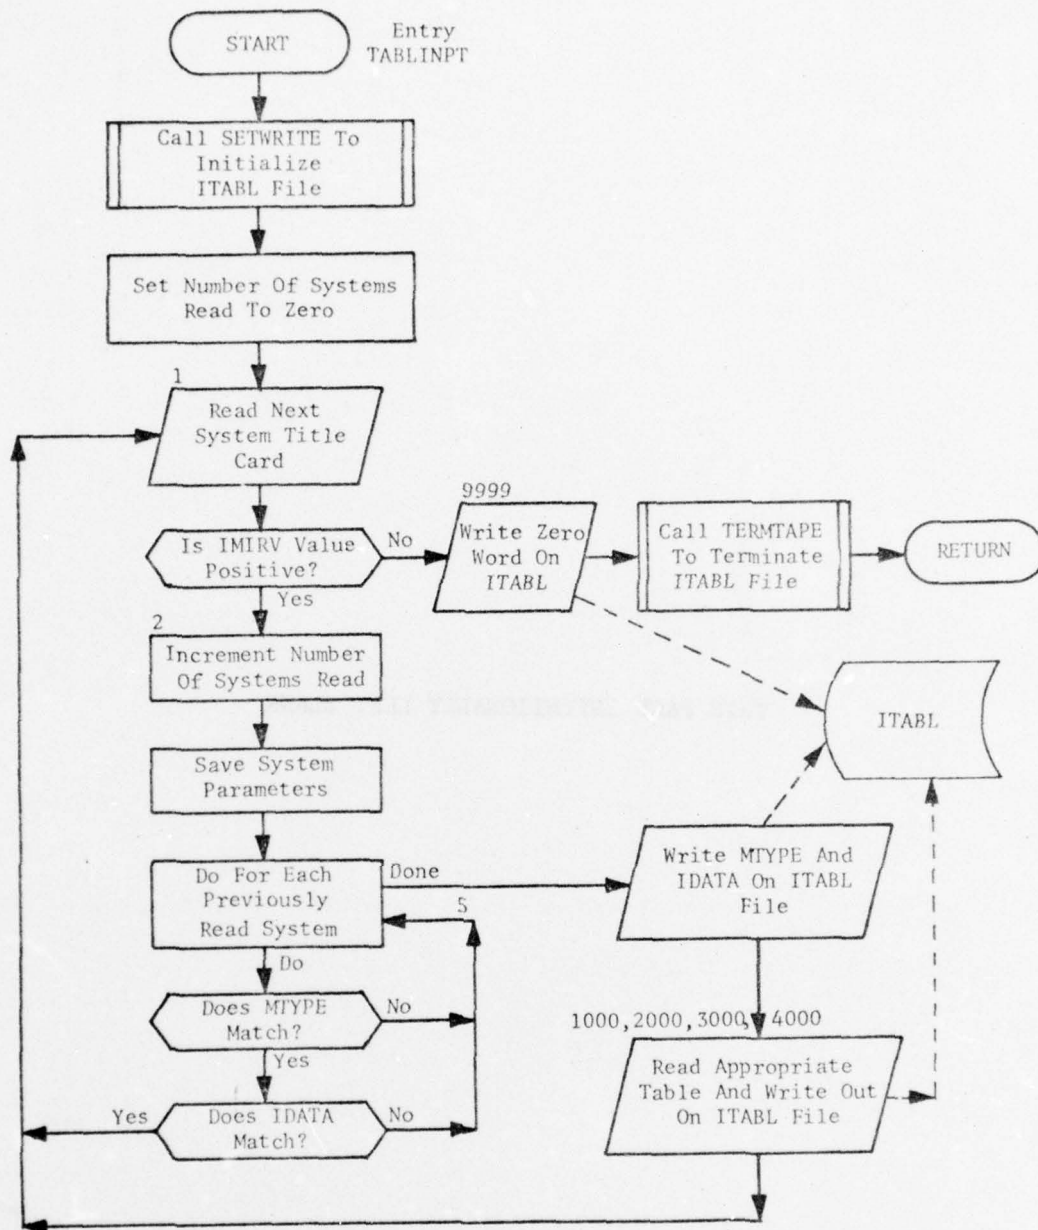 START
Entry
TABLINPT
Call SETWRITE To
Initialize
ITABL File
Set Number Of Systems
Read To Zero
1
Read Next
System Title
Card
Is IMIRV Value
Positive?
No
Yes
9999
Write Zero
Word On
ITABL
Call TERMTAPE
To Terminate
ITABL File
RETURN
2
Increment Number
Of Systems Read
ITABL
Save System
Parameters
Do For Each
Previously
Read System
Done
5
Do
Write MTYPE And
IDATA On ITABL
File
Does MTYPE
Match?
No
Yes
1000,2000,3000, 4000
Read Appropriate
Table And Write Out
On ITABL File
Does IDATA
Match?
Yes
No